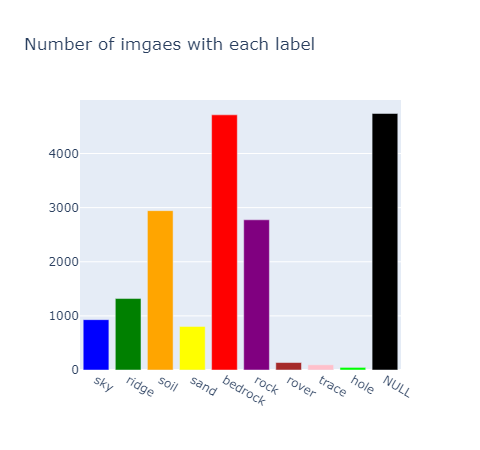 Number of imgaes with each label
4000
3000
2000
1000
0
sky
ridge
soil
sand
bedrock
rock
rover
trace
hole
NULL